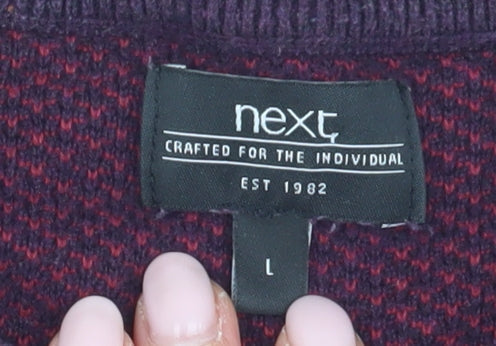 next
CRAFTED FOR THE INDIVIDUAL
EST 1982
L